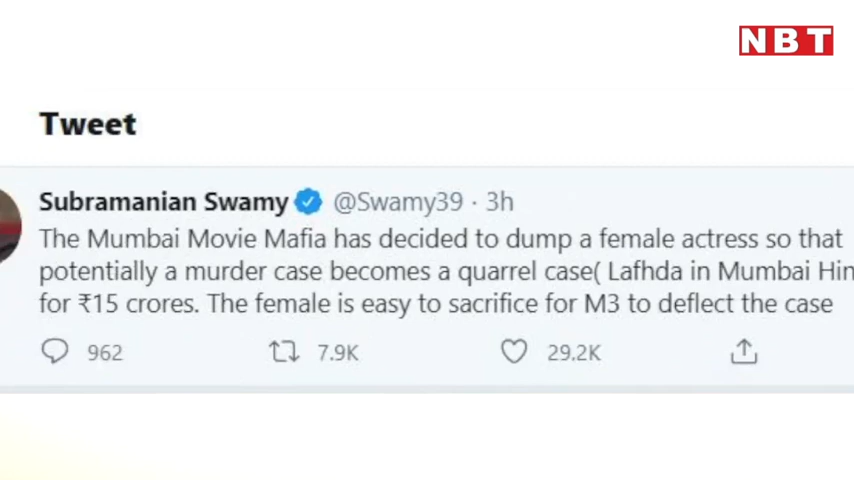 NBT
Tweet
Subramanian Swamy @Swamy39 · 3h
The Mumbai Movie Mafia has decided to dump a female actress so that
potentially a murder case becomes a quarrel case( Lafhda in Mumbai
for ₹15 crores. The female is easy to sacrifice for M3 to deflect the case
962 7.9K 29.2K